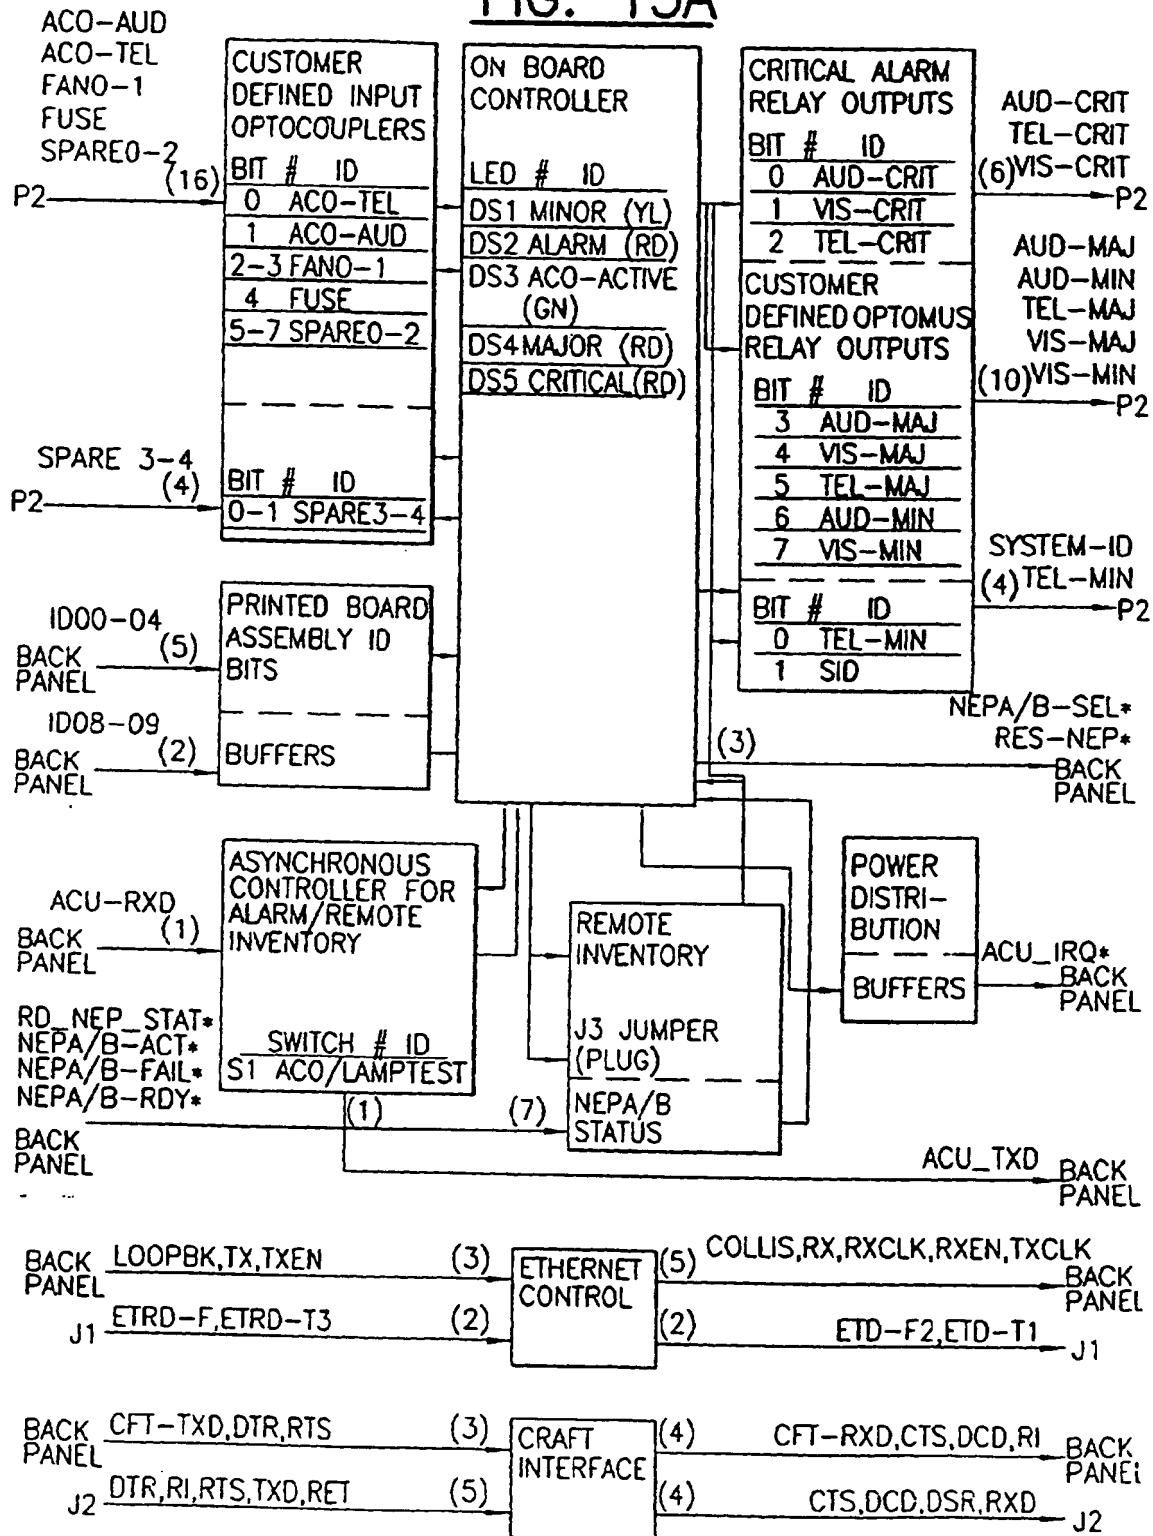 FIG. 15A
ACO-AUD
ACO-TEL
FANO-1
FUSE
SPARE0-2
(16)
P2
CUSTOMER
DEFINED INPUT
OPTOCOUPLERS
BIT # ID
0 ACO-TEL
1 ACO-AUD
2-3 FANO-1
4 FUSE
5-7 SPARE0-2
SPARE 3-4
(4)
P2
BIT # ID
0-1 SPARE3-4
ON BOARD
CONTROLLER
LED # ID
DS1 MINOR (YL)
DS2 ALARM (RD)
DS3 ACO-ACTIVE
(GN)
DS4 MAJOR (RD)
DS5 CRITICAL(RD)
CRITICAL ALARM
RELAY OUTPUTS
BIT # ID
0 AUD-CRIT
1 VIS-CRIT
2 TEL-CRIT
CUSTOMER
DEFINED OPTOMUS
RELAY OUTPUTS
BIT # ID
3 AUD-MAJ
4 VIS-MAJ
5 TEL-MAJ
6 AUD-MIN
7 VIS-MIN
BIT # ID
0 TEL-MIN
1 SID
AUD-CRIT
TEL-CRIT
(6) VIS-CRIT
P2
AUD-MAJ
AUD-MIN
TEL-MAJ
VIS-MAJ
(10) VIS-MIN
P2
SYSTEM-ID
(4) TEL-MIN
P2
ID00-04
(5)
BACK
PANEL
PRINTED BOARD
ASSEMBLY ID
BITS
ID08-09
(2)
BACK
PANEL
BUFFERS
NEPA/B-SEL*
RES-NEP*
(3)
BACK
PANEL
ACU-RXD
(1)
BACK
PANEL
ASYNCHRONOUS
CONTROLLER FOR
ALARM/REMOTE
INVENTORY
SWITCH # ID
S1 ACO/LAMPTEST
REMOTE
INVENTORY
J3 JUMPER
(PLUG)
NEPA/B
STATUS
POWER
DISTRI-
BUTION
BUFFERS
ACU_IRQ*
BACK
PANEL
RD_NEP_STAT*
NEPA/B-ACT*
NEPA/B-FAIL*
NEPA/B-RDY*
BACK
PANEL
(1)
(7)
ACU_TXD
BACK
PANEL
BACK
PANEL
LOOPBK,TX,TXEN
(3)
ETHERNET
CONTROL
(5)
COLLIS,RX,RXCLK,RXEN,TXCLK
BACK
PANEL
J1
ETRD-F,ETRD-T3
(2)
(2)
ETD-F2,ETD-T1
J1
BACK
PANEL
CFT-TXD,DTR,RTS
(3)
CRAFT
INTERFACE
(4)
CFT-RXD,CTS,DCD,RI
BACK
PANEL
J2
DTR,RI,RTS,TXD,RET
(5)
(4)
CTS,DCD,DSR,RXD
J2